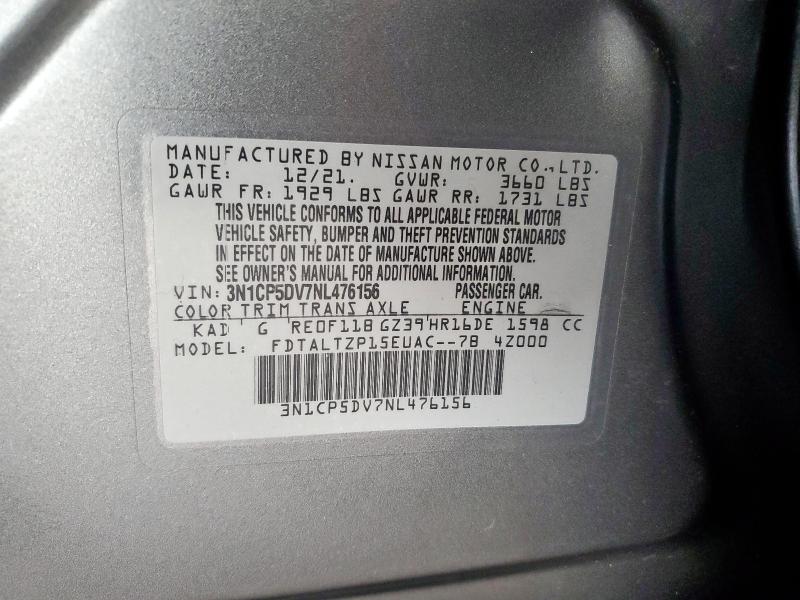 MANUFACTURED BY NISSAN MOTOR CO., LTD.
DATE: 12/21. GVWR: 3660 LBS
GAWR FR: 1929 LBS GAWR RR: 1731 LBS
THIS VEHICLE CONFORMS TO ALL APPLICABLE FEDERAL MOTOR
VEHICLE SAFETY, BUMPER AND THEFT PREVENTION STANDARDS
IN EFFECT ON THE DATE OF MANUFACTURE SHOWN ABOVE.
SEE OWNER'S MANUAL FOR ADDITIONAL INFORMATION.
VIN: 3N1CP5DV7NL476156 PASSENGER CAR.
COLOR TRIM TRANS AXLE ENGINE
KAD G RE0F11B GZ39 HR16DE 1598 CC
MODEL: FDTALTZP15EUAC--7B 4Z000
3N1CP5DV7NL476156